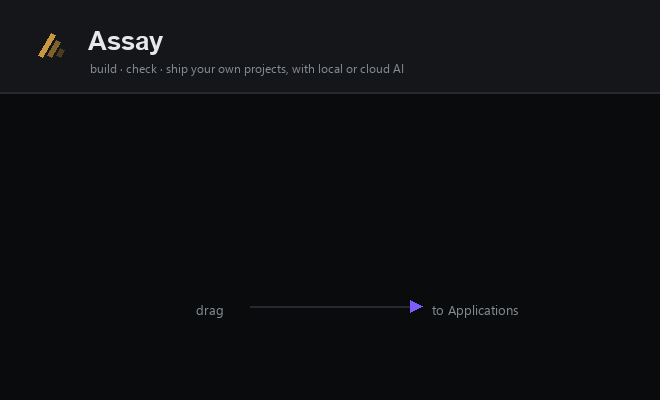 Assay
build · check · ship your own projects, with local or cloud AI
drag to Applications